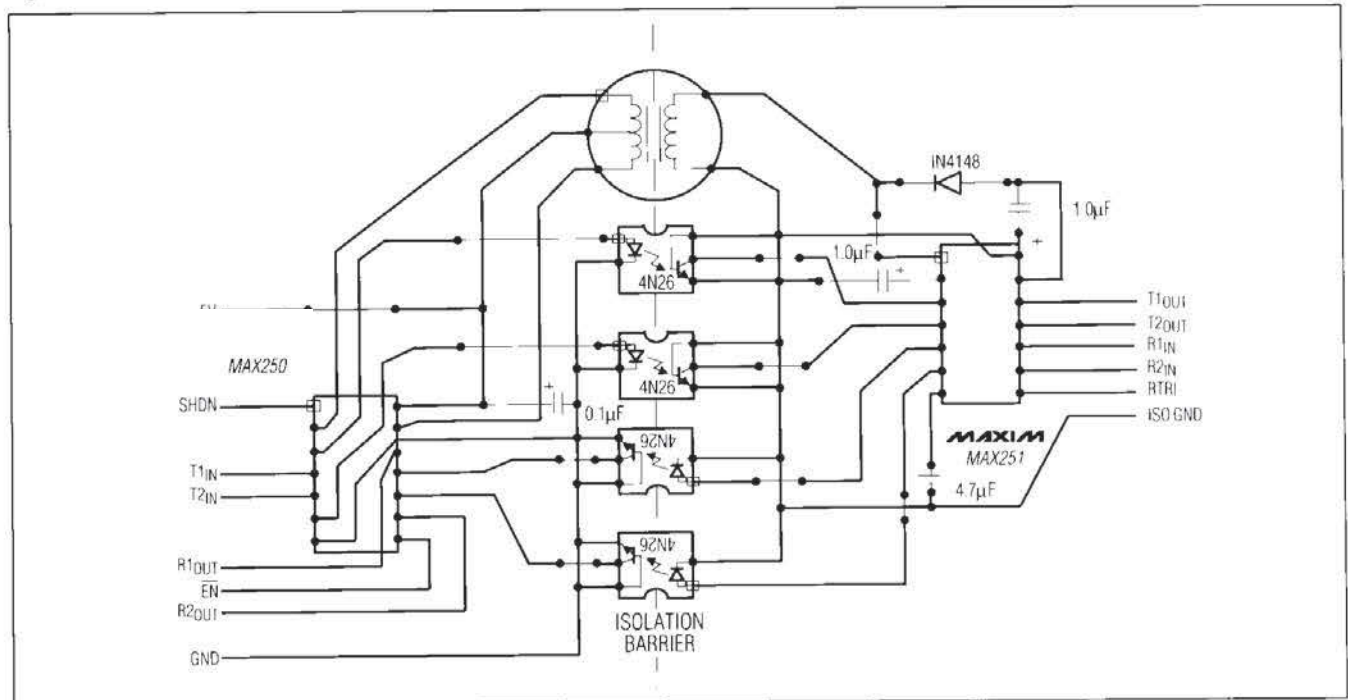 IN4148
1.0µF
1.0µF
4N26
MAX250
4N26
T1OUT
T2OUT
R1IN
R2IN
RTRI
SHDN
0.1µF
ISO GND
4N26
MAXIM
MAX251
T1IN
T2IN
4.7µF
4N26
R1OUT
EN
R2OUT
ISOLATION
BARRIER
GND